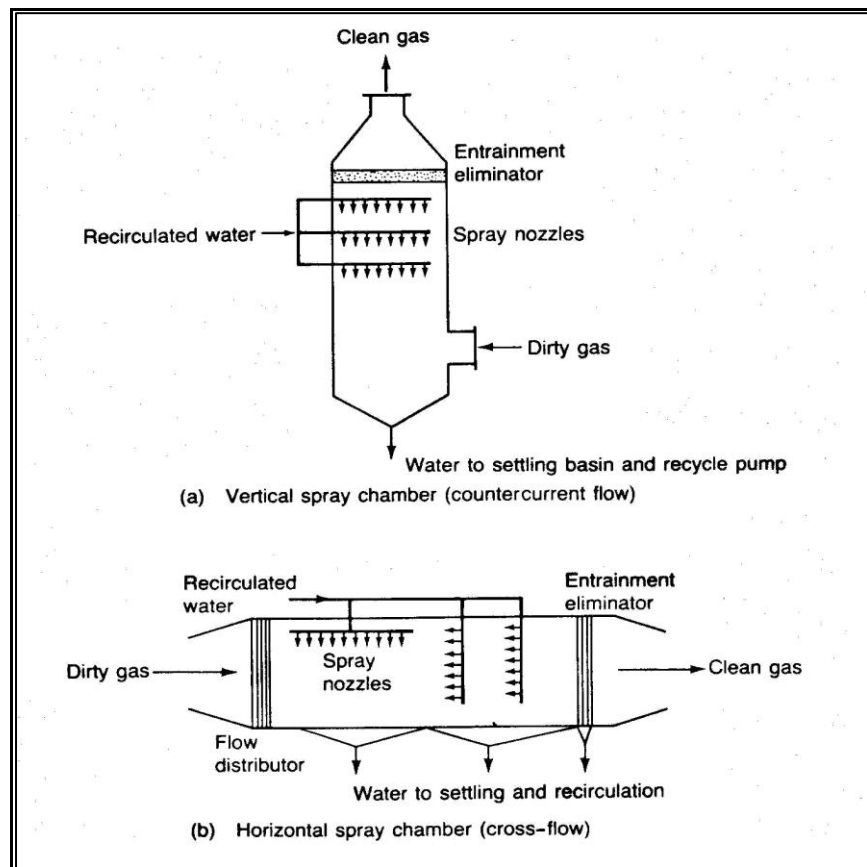 Clean gas
Entrainment
eliminator
Recirculated water
Spray nozzles
Dirty gas
Water to settling basin and recycle pump
(a) Vertical spray chamber (countercurrent flow)
Recirculated
water
Entrainment
eliminator
Spray
nozzles
Dirty gas
Clean gas
Flow
distributor
Water to settling and recirculation
(b) Horizontal spray chamber (cross-flow)